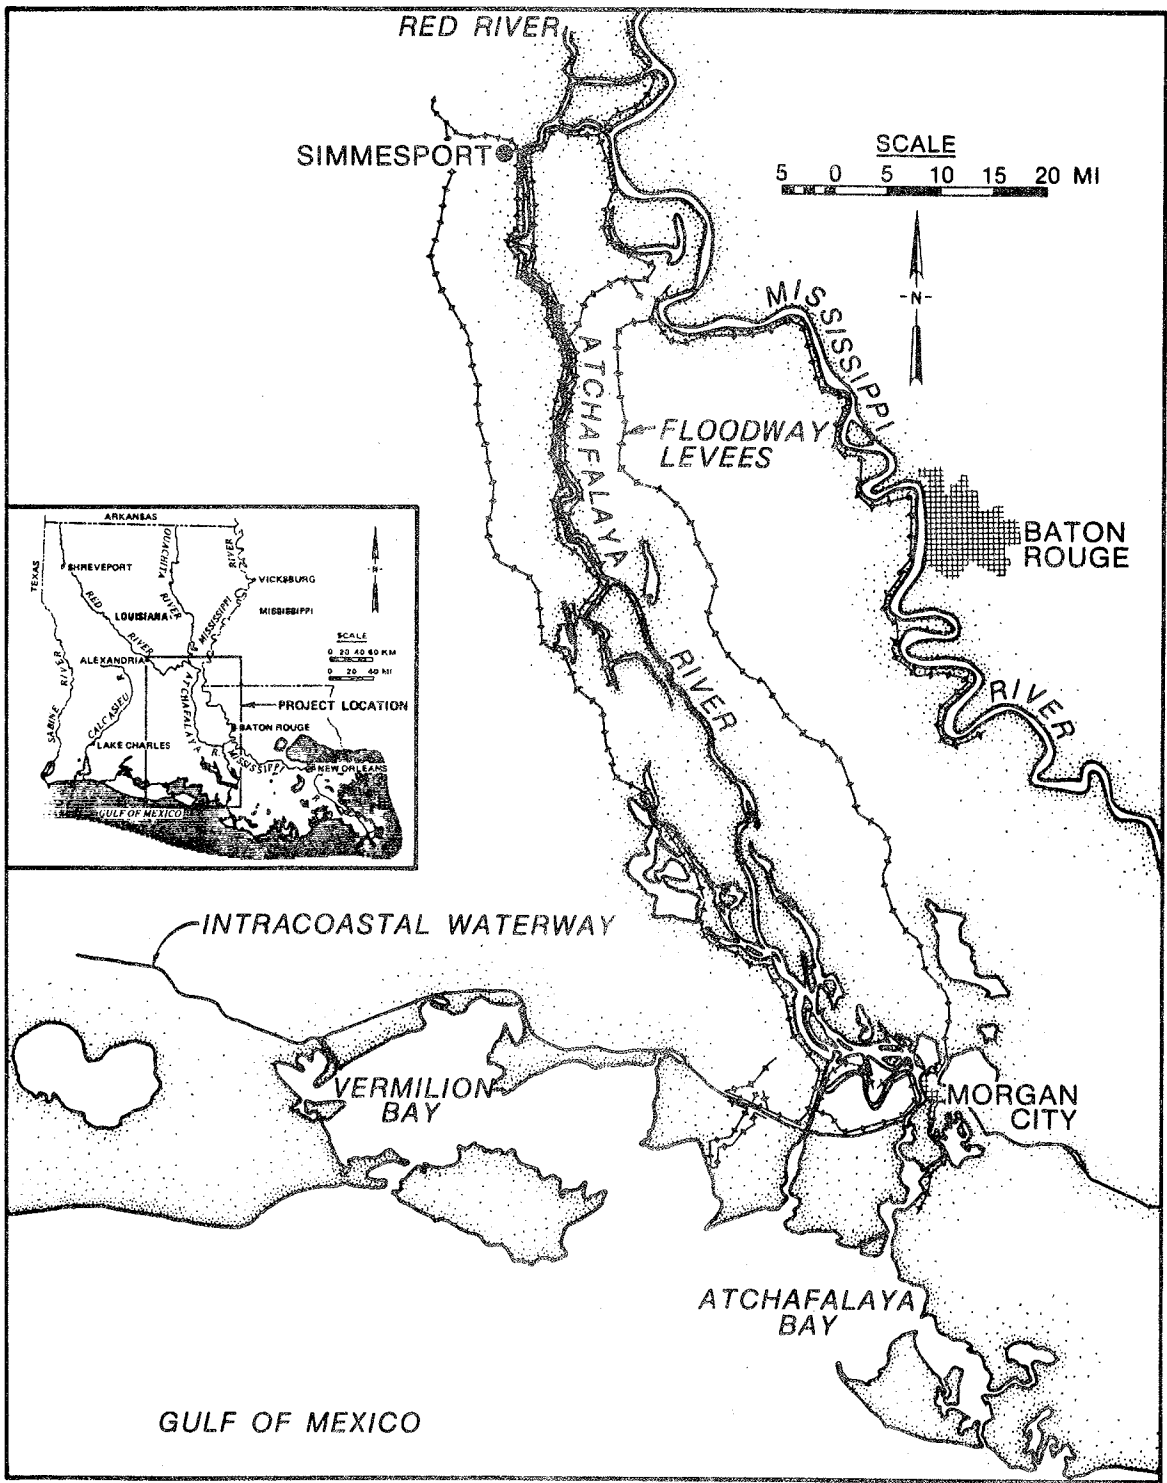 RED RIVER
SIMMESPORT
SCALE
5 0 5 10 15 20 MI
-N-
MISSISSIPPI
ATCHAFALAYA
FLOODWAY
LEVEES
BATON
ROUGE
RIVER
RIVER
ARKANSAS
TEXAS
SHREVEPORT
OUACHITA
RIVER
RIVER
VICKSBURG
MISSISSIPPI
RED
RIVER
LOUISIANA
MISSISSIPPI
SCALE
0 20 40 60 KM
0 20 40 MI
ALEXANDRIA
SABINE
RIVER
CALCASIEU
R.
ATCHAFALAYA
R.
PROJECT LOCATION
BATON ROUGE
LAKE CHARLES
MISSISSIPPI
R.
NEW ORLEANS
GULF OF MEXICO
INTRACOASTAL WATERWAY
VERMILION
BAY
MORGAN
CITY
ATCHAFALAYA
BAY
GULF OF MEXICO